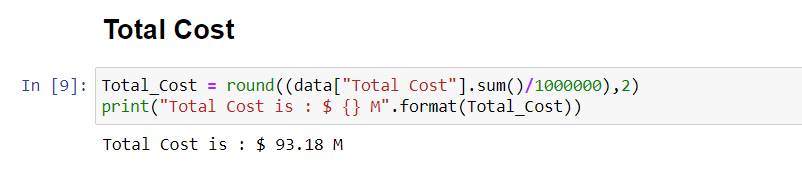 Total Cost
In [9]: Total_Cost = round((data["Total Cost"].sum()/1000000),2)
print("Total Cost is : $ {} M".format(Total_Cost))
Total Cost is : $ 93.18 M